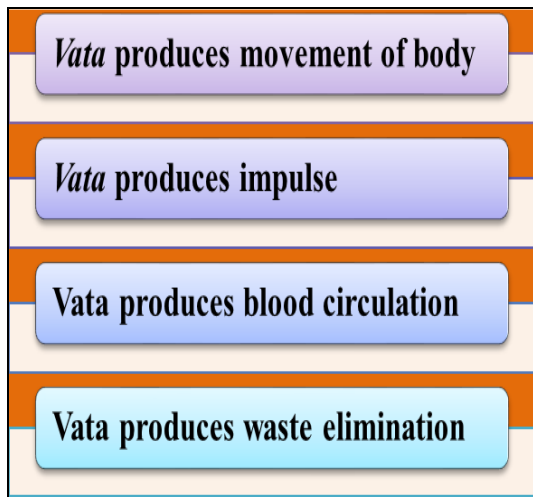 Vata produces movement of body
Vata produces impulse
Vata produces blood circulation
Vata produces waste elimination